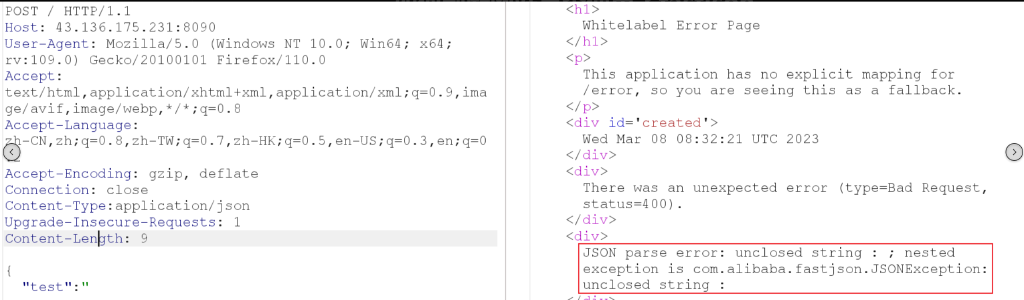 POST / HTTP/1.1
Host: 43.136.175.231:8090
User-Agent: Mozilla/5.0 (Windows NT 10.0; Win64; x64;
rv:109.0) Gecko/20100101 Firefox/110.0
Accept:
text/html,application/xhtml+xml,application/xml;q=0.9,ima
ge/avif,image/webp,*/*;q=0.8
Accept-Language:
zh-CN,zh;q=0.8,zh-TW;q=0.7,zh-HK;q=0.5,en-US;q=0.3,en;q=0
Accept-Encoding: gzip, deflate
Connection: close
Content-Type:application/json
Upgrade-Insecure-Requests: 1
Content-Length: 9
{
"test":"
<h1>
Whitelabel Error Page
</h1>
<p>
This application has no explicit mapping for
/error, so you are seeing this as a fallback.
</p>
<div id='created'>
Wed Mar 08 08:32:21 UTC 2023
</div>
<div>
There was an unexpected error (type=Bad Request,
status=400).
</div>
<div>
JSON parse error: unclosed string : ; nested
exception is com.alibaba.fastjson.JSONException:
unclosed string :